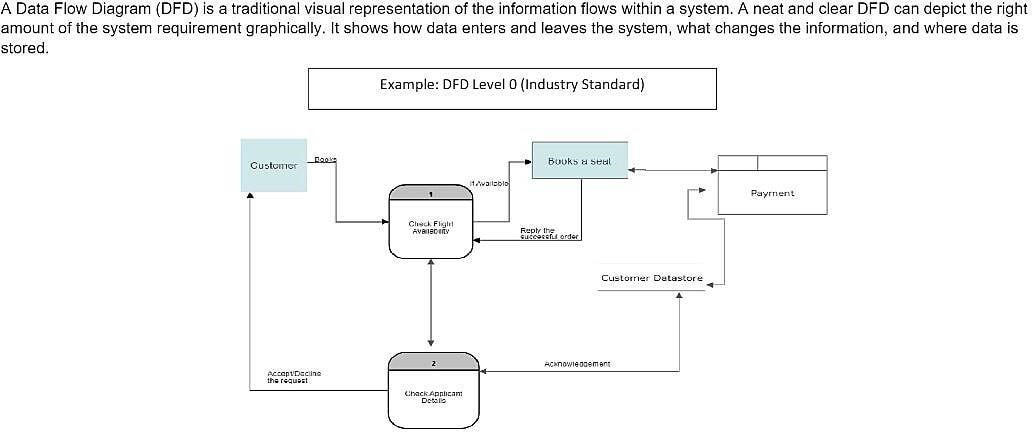 A Data Flow Diagram (DFD) is a traditional visual representation of the information flows within a system. A neat and clear DFD can depict the right
amount of the system requirement graphically. It shows how data enters and leaves the system, what changes the information, and where data is
stored.
Example: DFD Level 0 (Industry Standard)
Customer
Books
Books a seat
If Available
Payment
1
Check Flight
Availability
Reply the
successful order
Customer Datastore
2
Check Applicant
Details
Acknowledgement
Accept/Decline
the request